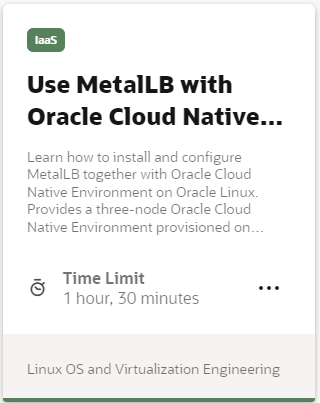 IaaS
Use MetalLB with
Oracle Cloud Native...
Learn how to install and configure
MetalLB together with Oracle Cloud
Native Environment on Oracle Linux.
Provides a three-node Oracle Cloud
Native Environment provisioned on...
Time Limit
1 hour, 30 minutes
Linux OS and Virtualization Engineering